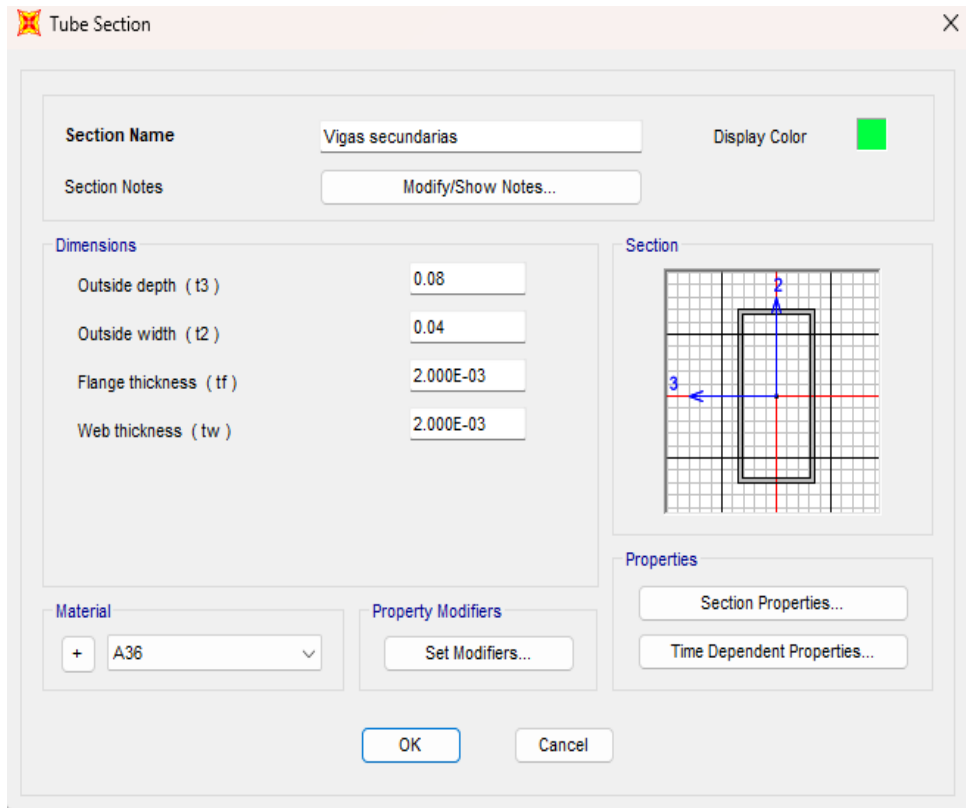 Tube Section
Section Name
Vigas secundarias
Display Color
Section Notes
Modify/Show Notes...
Dimensions
Outside depth ( t3 )
0.08
Outside width ( t2 )
0.04
Flange thickness ( tf )
2.000E-03
Web thickness ( tw )
2.000E-03
Section
2
3
Properties
Section Properties...
Time Dependent Properties...
Material
+
A36
Property Modifiers
Set Modifiers...
OK
Cancel